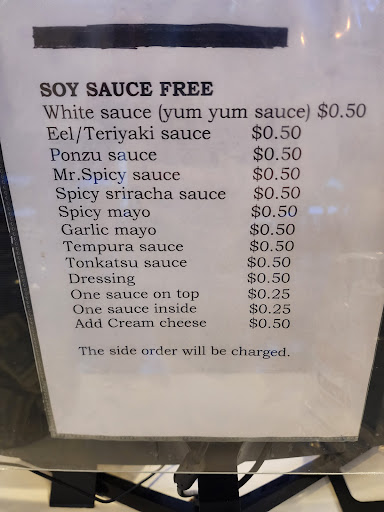 SOY SAUCE FREE
White sauce (yum yum sauce) $0.50
Eel/Teriyaki sauce $0.50
Ponzu sauce $0.50
Mr.Spicy sauce $0.50
Spicy sriracha sauce $0.50
Spicy mayo $0.50
Garlic mayo $0.50
Tempura sauce $0.50
Tonkatsu sauce $0.50
Dressing $0.50
One sauce on top $0.25
One sauce inside $0.25
Add Cream cheese $0.50
The side order will be charged.